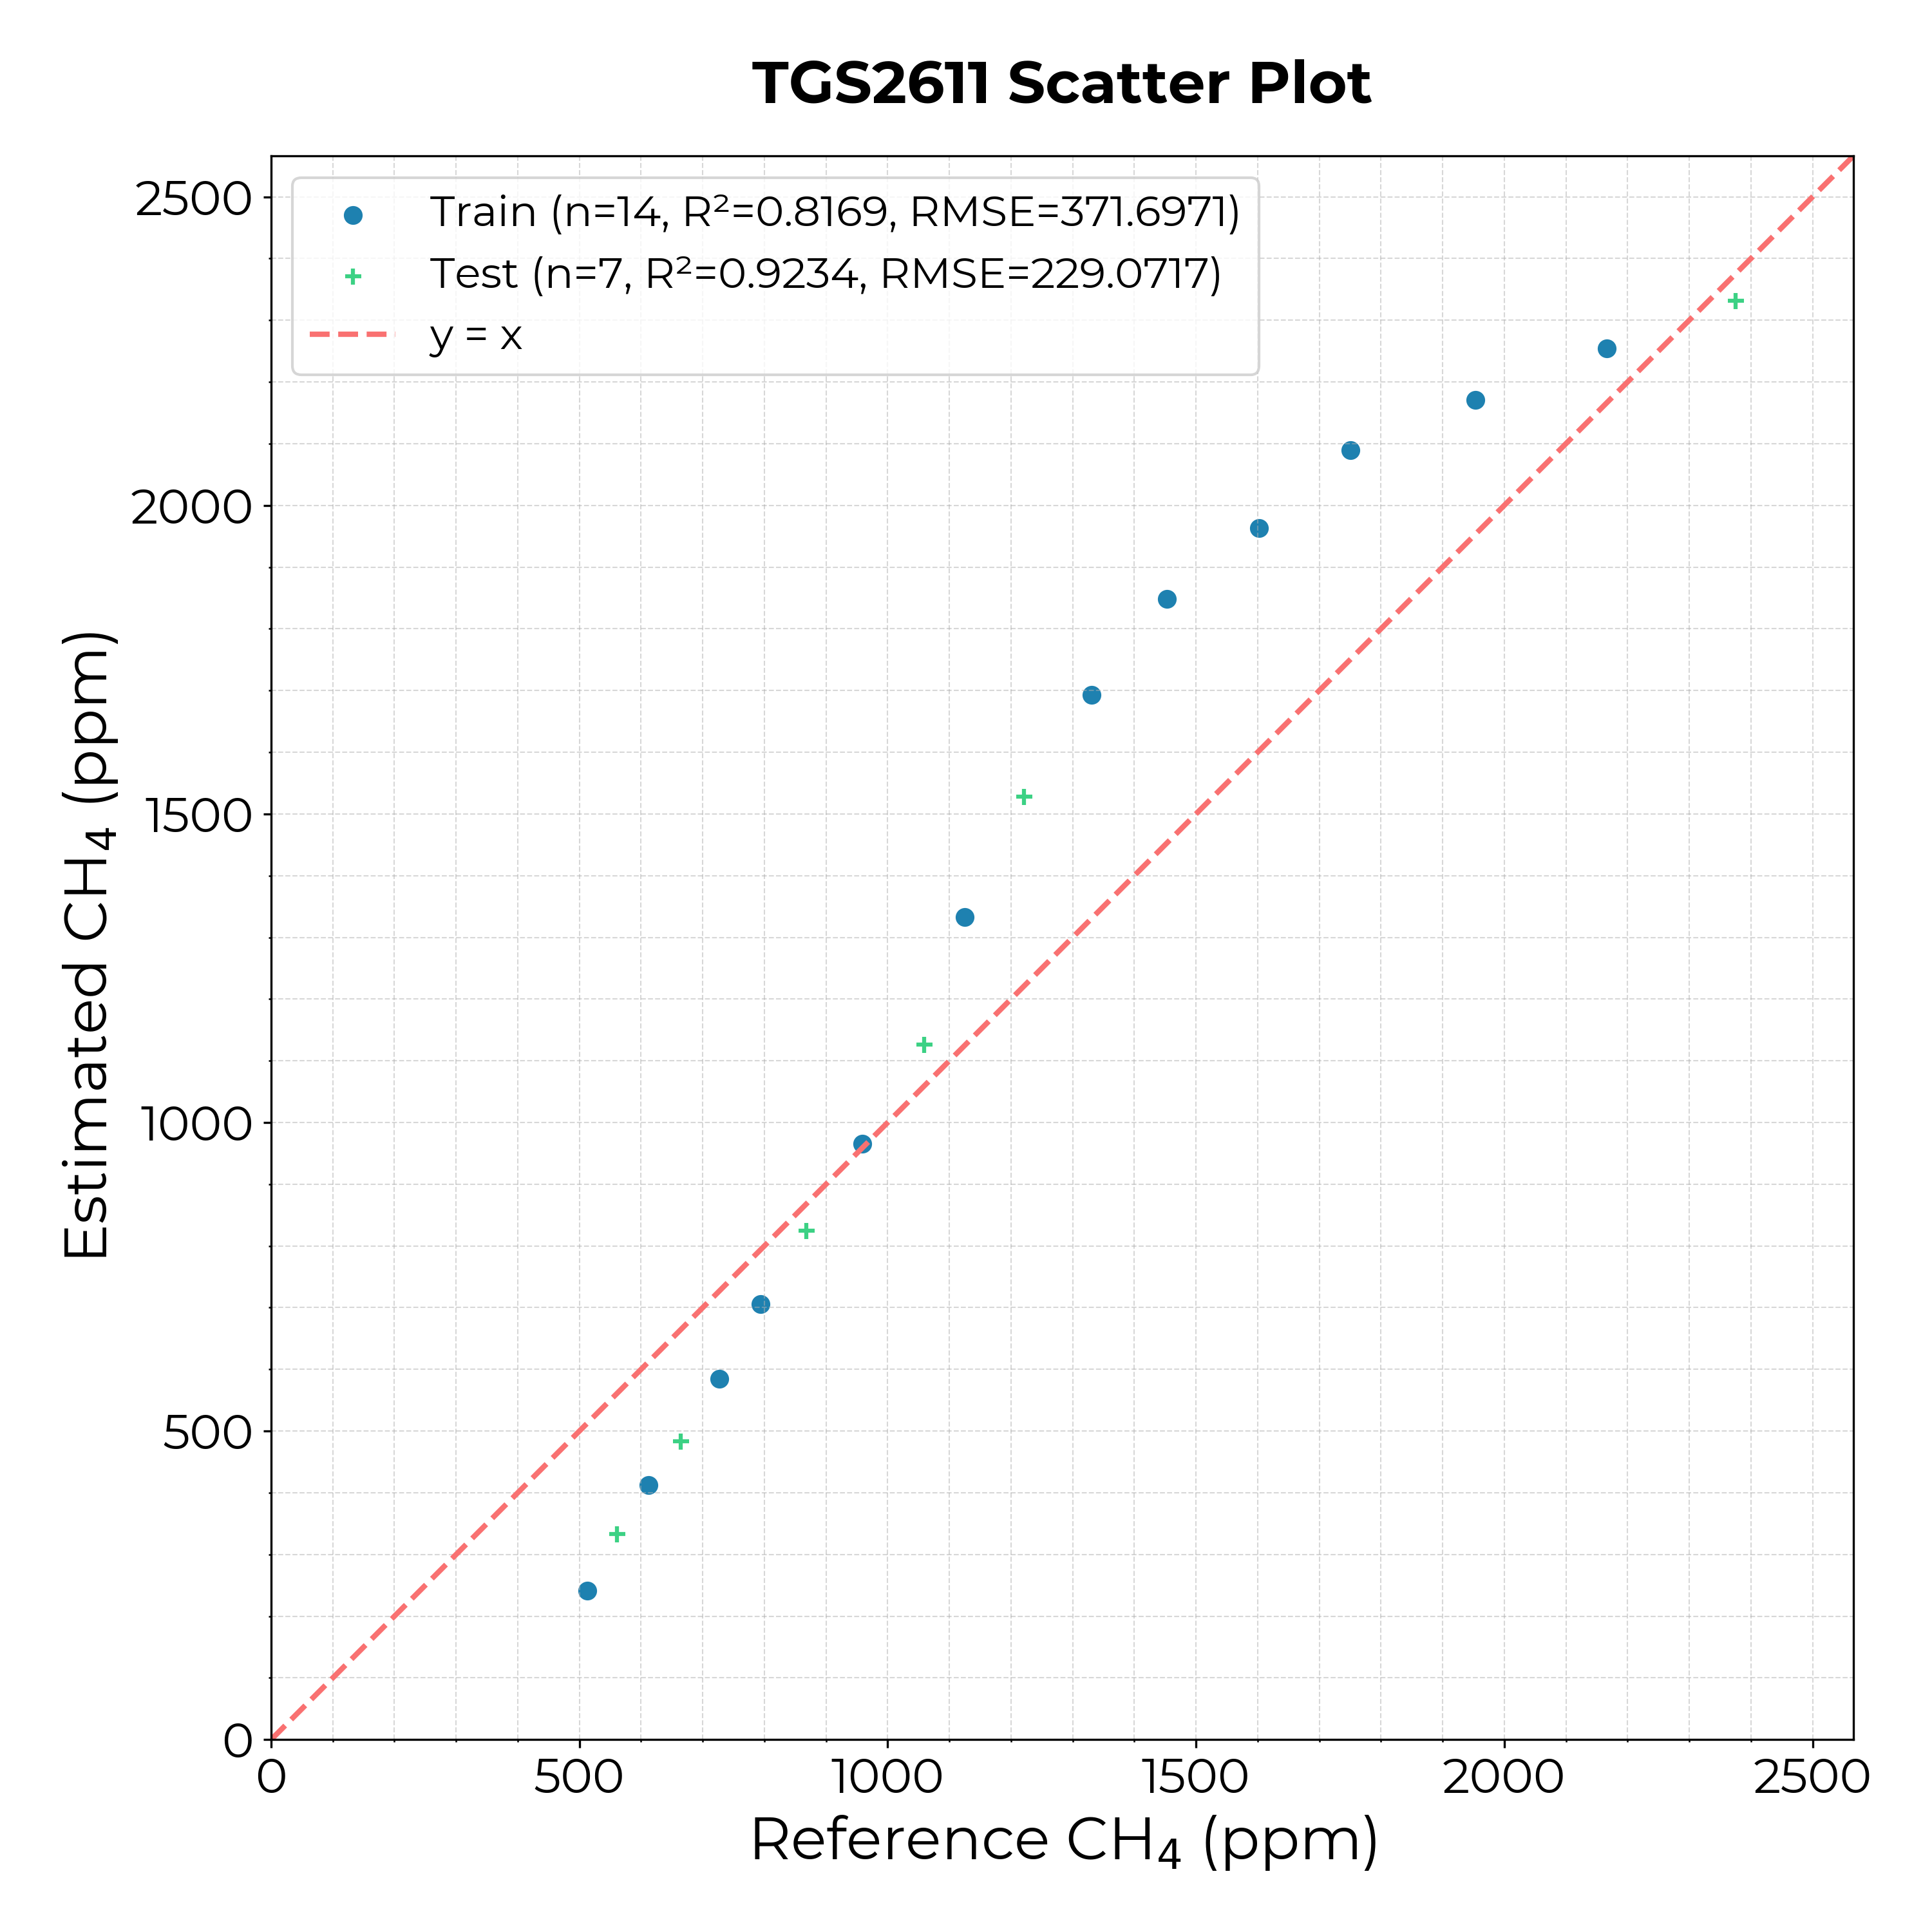 TGS2611 Scatter Plot
Train (n=14, R²=0.8169, RMSE=371.6971)
Test (n=7, R²=0.9234, RMSE=229.0717)
y = x
Estimated CH₄ (ppm)
2500
2000
1500
1000
500
0
0 500 1000 1500 2000 2500
Reference CH₄ (ppm)